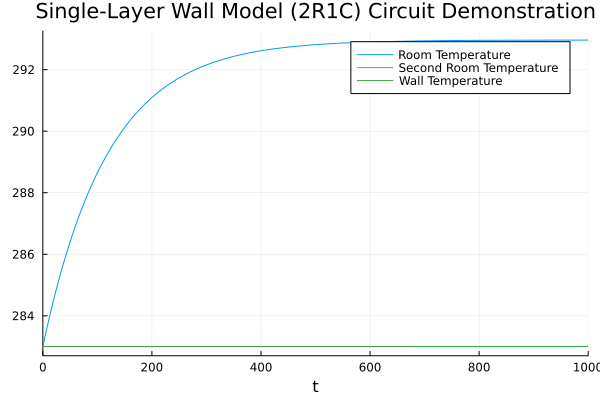 Single-Layer Wall Model (2R1C) Circuit Demonstration
292
290
288
286
284
Room Temperature
Second Room Temperature
Wall Temperature
0 200 400 600 800 1000
t